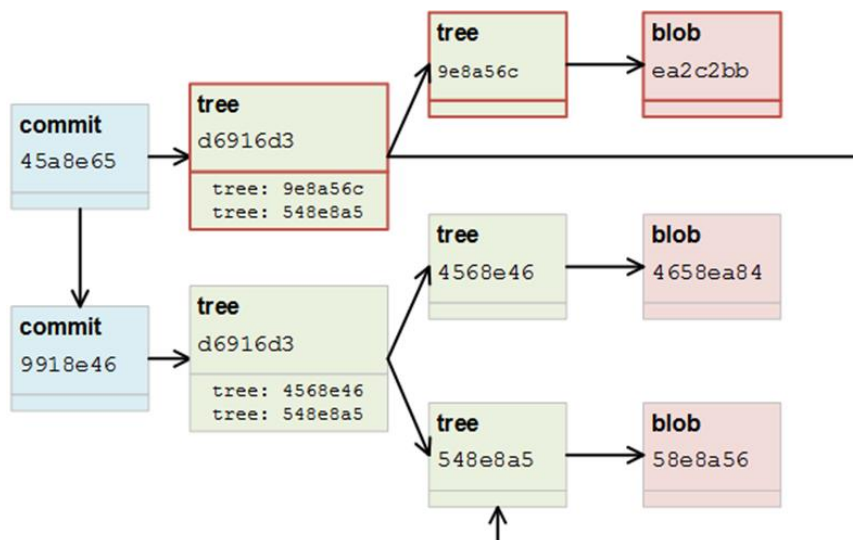 tree
9e8a56c
blob
ea2c2bb
commit
45a8e65
tree
d6916d3
tree: 9e8a56c
tree: 548e8a5
tree
4568e46
blob
4658ea84
commit
9918e46
tree
d6916d3
tree: 4568e46
tree: 548e8a5
tree
548e8a5
blob
58e8a56